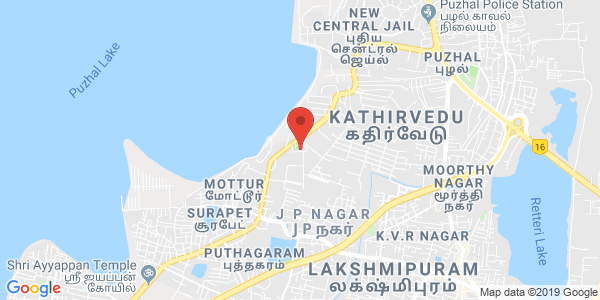 Puzhal Police Station
புழல் காவல்
நிலையம்
NEW
CENTRAL JAIL
புதிய
சென்ட்ரல்
ஜெய்ல்
Puzhal Lake
PUZHAL
புழல்
KATHIRVEDU
கதிர்வேடு
16
MOORTHY
NAGAR
மூர்த்தி
நகர்
MOTTUR
மோட்டூர்
SURAPET
சூரபேட்
J P NAGAR
J P நகர்
K.V.R NAGAR
Retteri Lake
PUTHAGARAM
புத்தகரம்
Shri Ayyappan Temple
ஸ்ரீ ஐயப்பன்
கோயில்
LAKSHMIPURAM
லக்ஷ்மிபுரம்
Google
Map data ©2019 Google